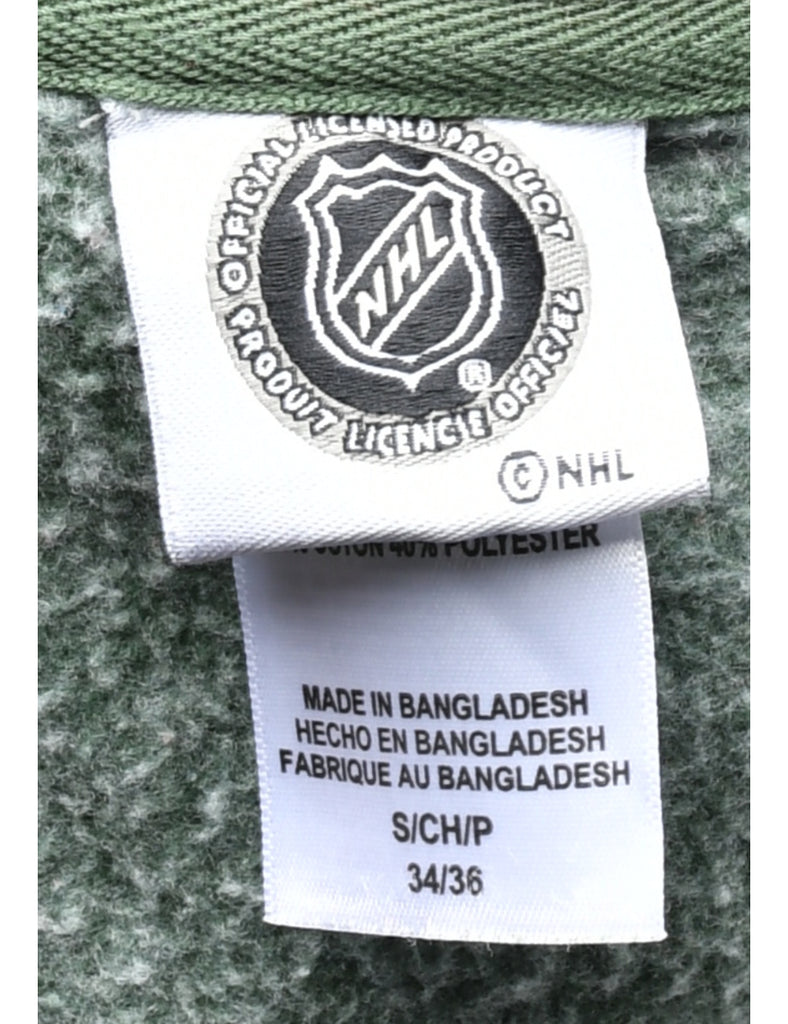 OFFICIAL LICENSED PRODUCT
NHL
®
PRODUIT LICENCIE OFFICIEL
© NHL
40% POLYESTER
MADE IN BANGLADESH
HECHO EN BANGLADESH
FABRIQUE AU BANGLADESH
S/CH/P
34/36